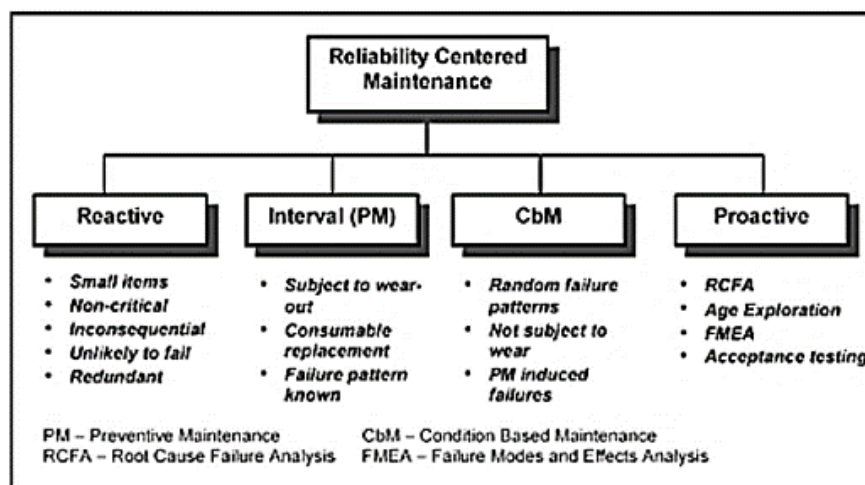 Reliability Centered
Maintenance
Reactive
Interval (PM)
CbM
Proactive
• Small items
• Non-critical
• Inconsequential
• Unlikely to fail
• Redundant
• Subject to wear-
out
• Consumable
replacement
• Failure pattern
known
• Random failure
patterns
• Not subject to
wear
• PM induced
failures
• RCFA
• Age Exploration
• FMEA
• Acceptance testing
PM – Preventive Maintenance
CbM – Condition Based Maintenance
RCFA – Root Cause Failure Analysis
FMEA – Failure Modes and Effects Analysis